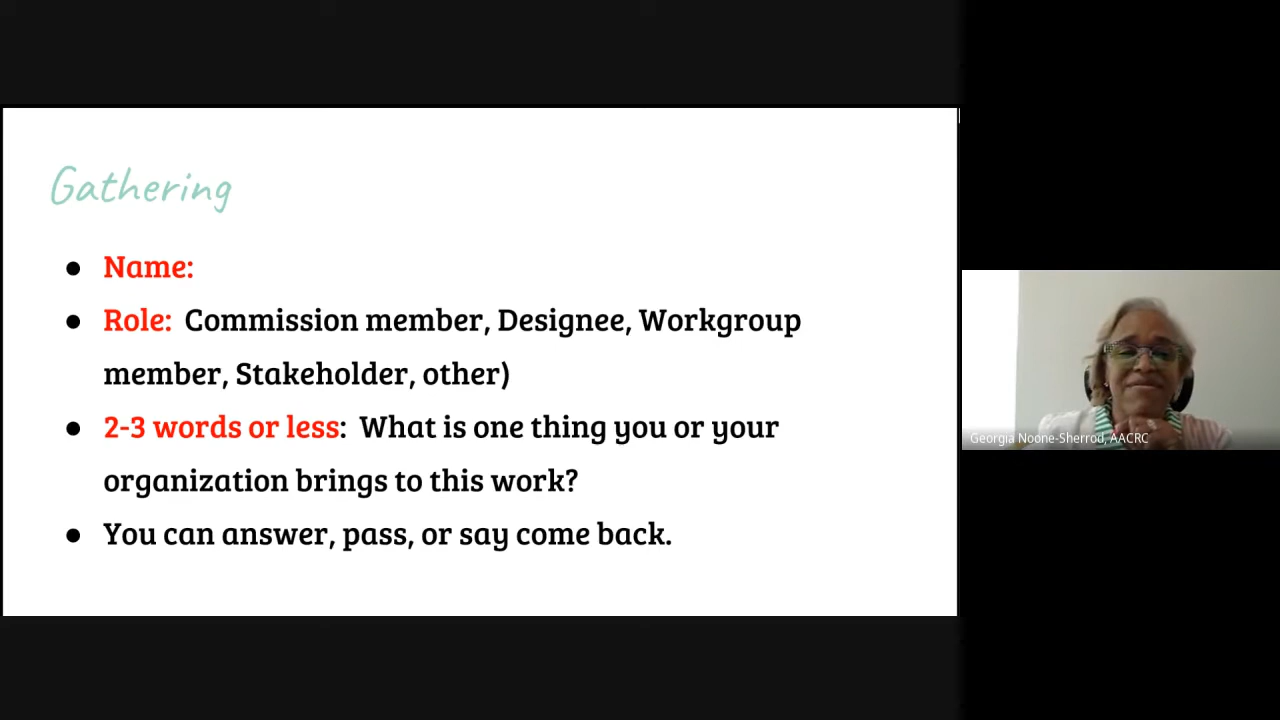 Gathering
● Name:
● Role: Commission member, Designee, Workgroup
member, Stakeholder, other)
● 2-3 words or less: What is one thing you or your
organization brings to this work?
● You can answer, pass, or say come back.
Georgia Noone-Sherrod, AACRC